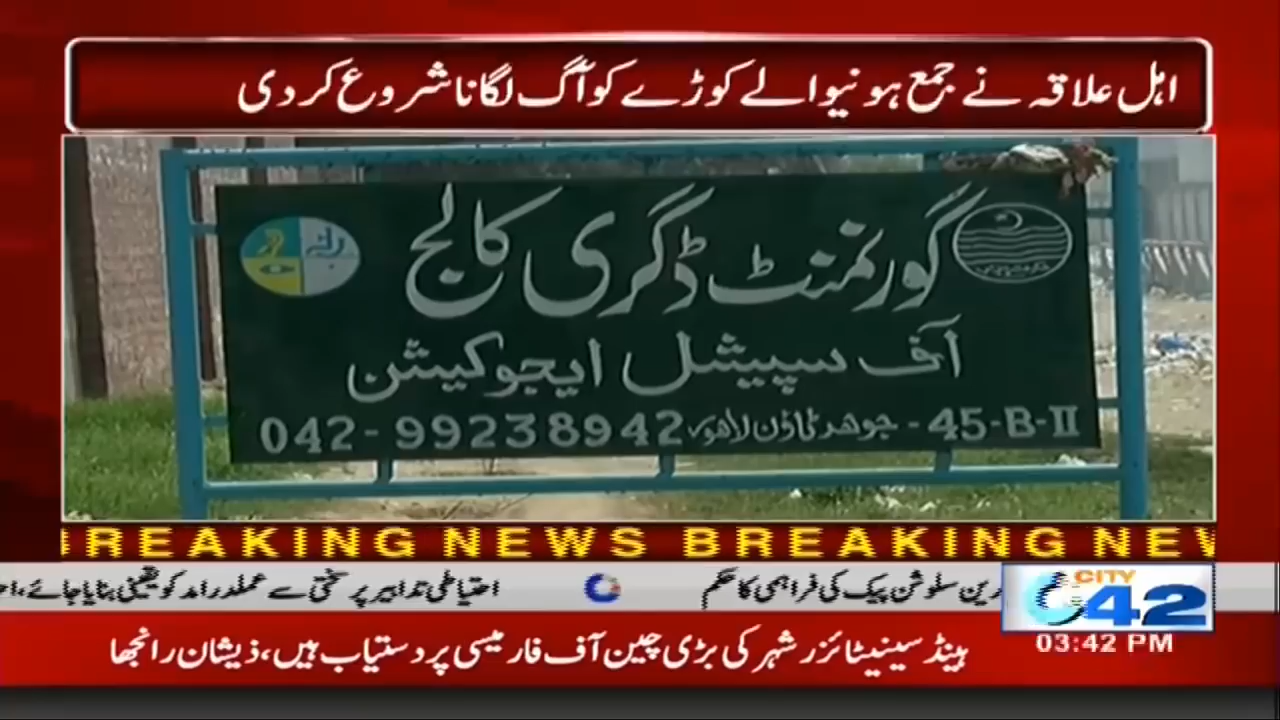 اہل علاقہ نے جمع ہونیوالے کوڑے کو آگ لگانا شروع کر دی
گورنمنٹ ڈگری کالج
آف سپیشل ایجوکیشن
45-B-II - جوہر ٹاؤن لاہور 042-99238942
BREAKING NEWS BREAKING NEW
رین سلوشن پیک کی فراہمی کا حکم احتیاطی تدابیر پر سختی سے عملدرآمد کو یقینی بنایا جائے،
CITY
42
03:42 PM
ہینڈ سینیٹائزر شہر کی بڑی چین آف فارمیسی پر دستیاب ہیں، ذیشان رانجھا